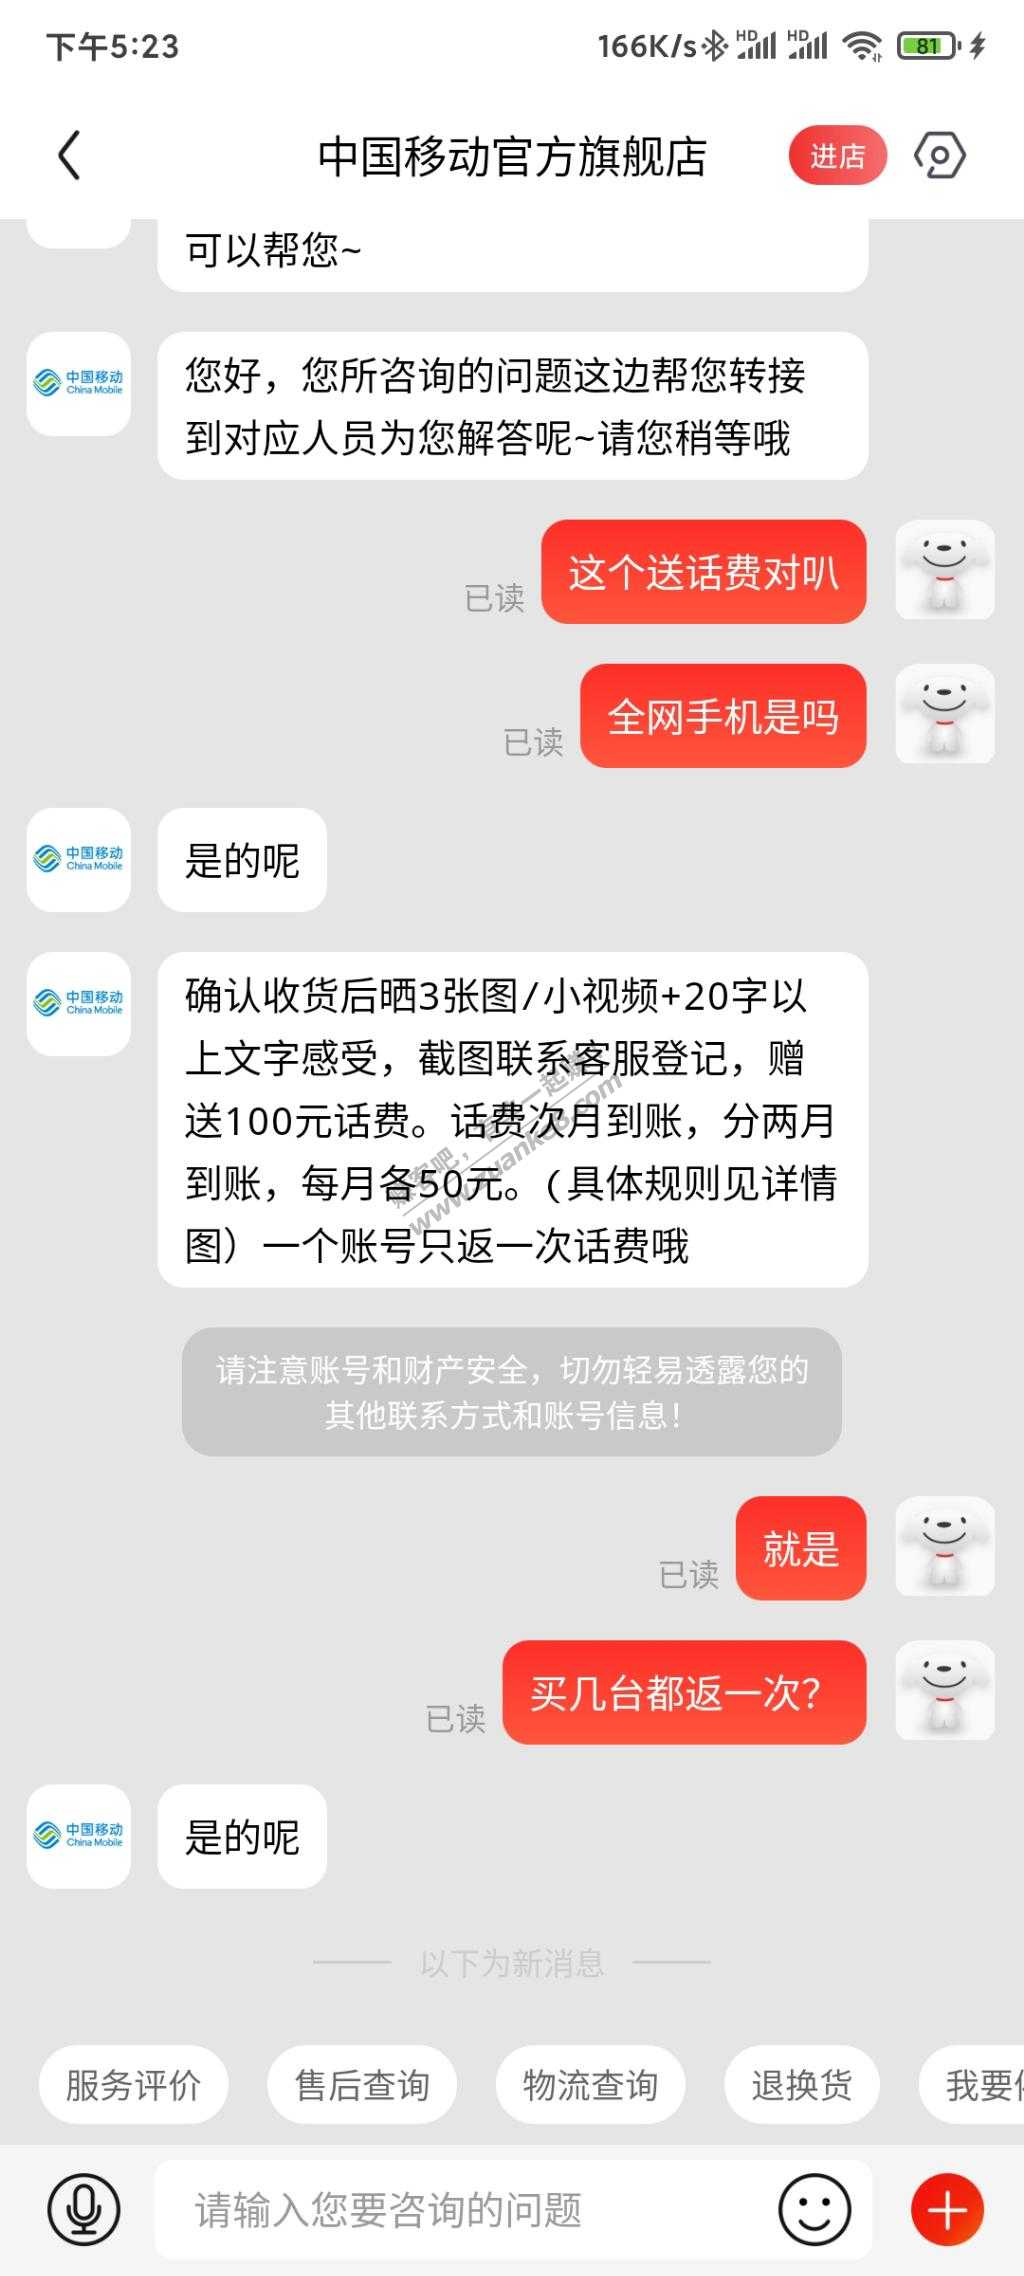 下午5:23
166K/s HD HD 81
中国移动官方旗舰店
进店
可以帮您~
中国移动
China Mobile
您好，您所咨询的问题这边帮您转接
到对应人员为您解答呢~请您稍等哦
已读
这个送话费对叭
已读
全网手机是吗
中国移动
China Mobile
是的呢
中国移动
China Mobile
确认收货后晒3张图/小视频+20字以
上文字感受，截图联系客服登记，赠
送100元话费。话费次月到账，分两月
到账，每月各50元。(具体规则见详情
图）一个账号只返一次话费哦
赚客吧，有奖一起赚！
www.zuanke8.com
请注意账号和财产安全，切勿轻易透露您的
其他联系方式和账号信息！
已读
就是
已读
买几台都返一次？
中国移动
China Mobile
是的呢
以下为新消息
服务评价
售后查询
物流查询
退换货
我要
请输入您要咨询的问题